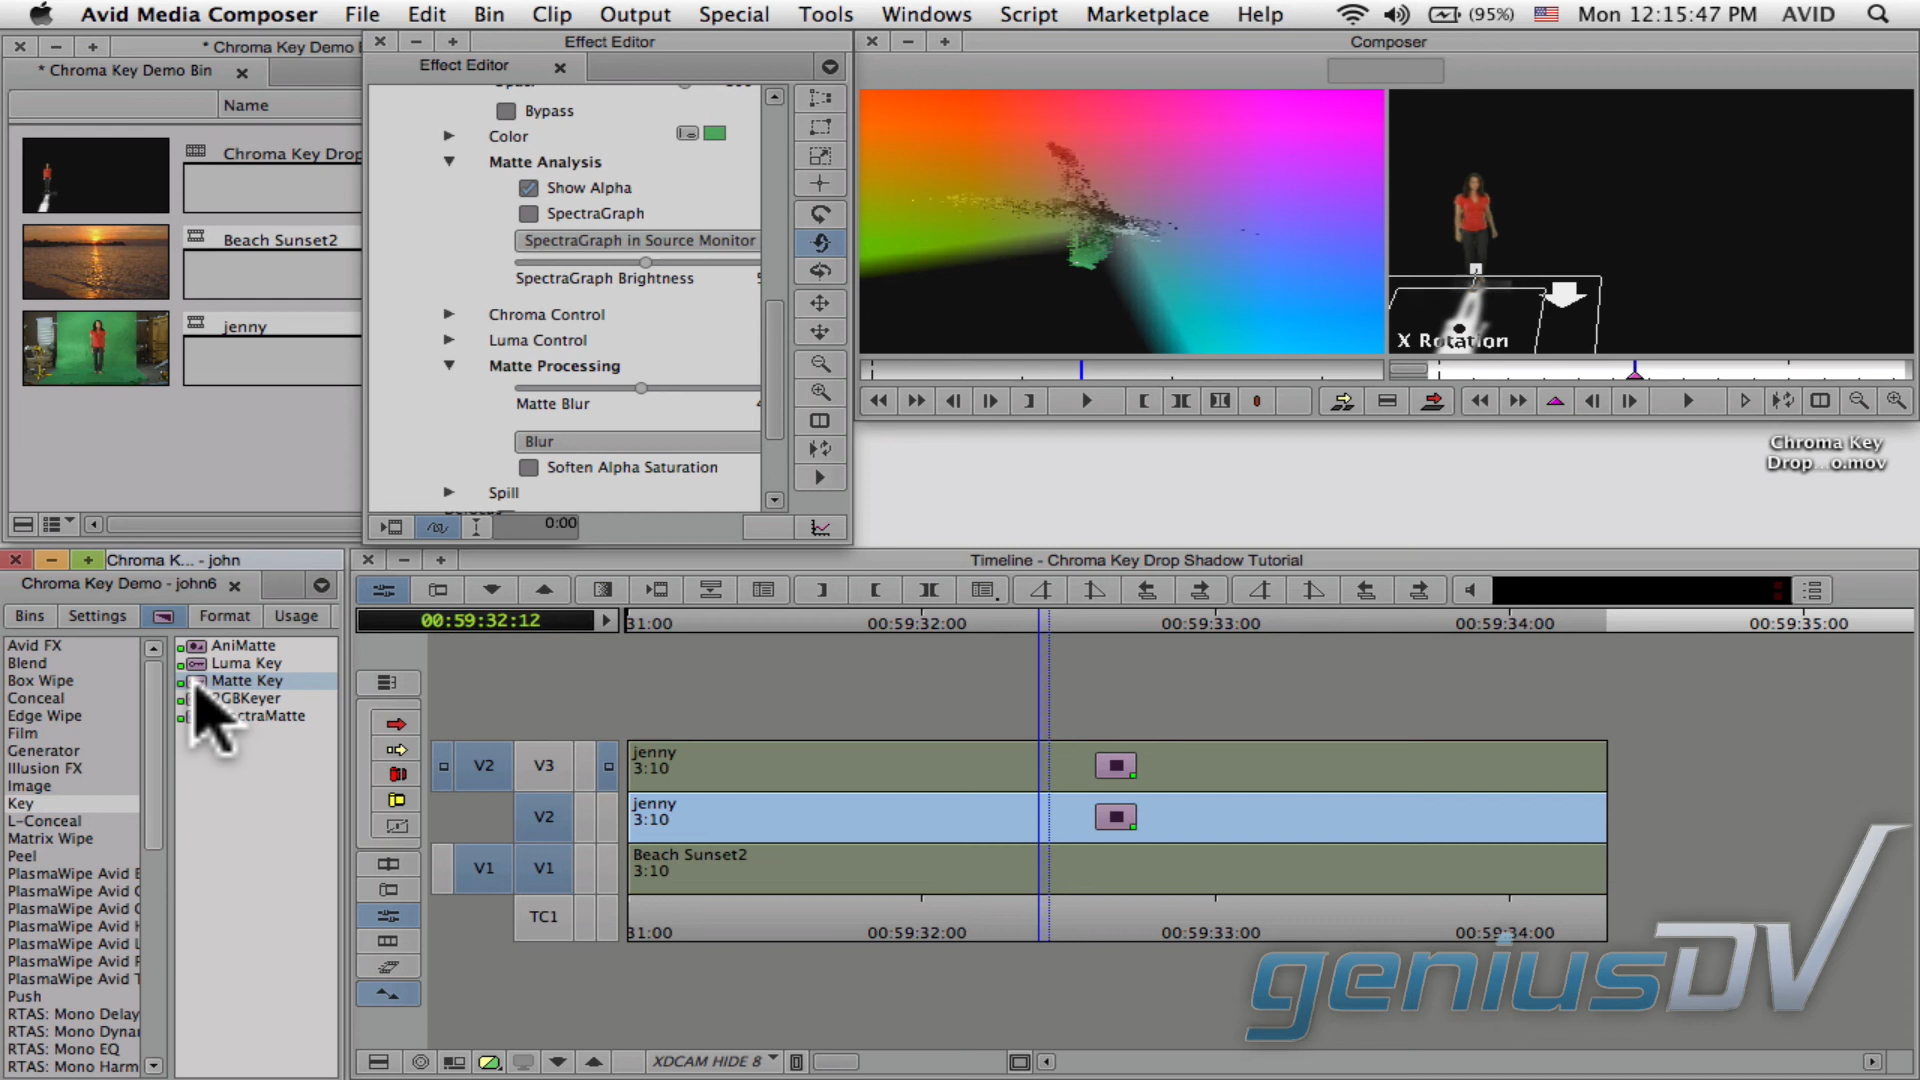 Avid Media Composer File Edit Bin Clip Output Special Tools Windows Script Marketplace Help (95%) Mon 12:15:47 PM AVID
* Chroma Key Demo
Effect Editor
Composer
* Chroma Key Demo Bin
Effect Editor
Name
Chroma Key Drop
Beach Sunset2
jenny
Bypass
Color
Matte Analysis
Show Alpha
SpectraGraph
SpectraGraph in Source Monitor
SpectraGraph Brightness
Chroma Control
Luma Control
Matte Processing
Matte Blur
Blur
Soften Alpha Saturation
Spill
0:00
X Rotation
Chroma Key
Drop...o.mov
Chroma K... - john
Timeline - Chroma Key Drop Shadow Tutorial
Chroma Key Demo - john6
Bins Settings Format Usage
00:59:32:12
31:00 00:59:32:00 00:59:33:00 00:59:34:00 00:59:35:00
Avid FX
Blend
Box Wipe
Conceal
Edge Wipe
Film
Generator
Illusion FX
Image
Key
L-Conceal
Matrix Wipe
Peel
PlasmaWipe Avid
PlasmaWipe Avid
PlasmaWipe Avid
PlasmaWipe Avid
PlasmaWipe Avid
PlasmaWipe Avid
PlasmaWipe Avid
Push
RTAS: Mono Delay
RTAS: Mono Dyna
RTAS: Mono EQ
RTAS: Mono Harm
AniMatte
Luma Key
Matte Key
RGBKeyer
ectraMatte
V2 V3
jenny
3:10
V2
jenny
3:10
V1 V1
Beach Sunset2
3:10
TC1
31:00 00:59:32:00 00:59:33:00 00:59:34:00
XDCAM HIDE 8
geniusDV